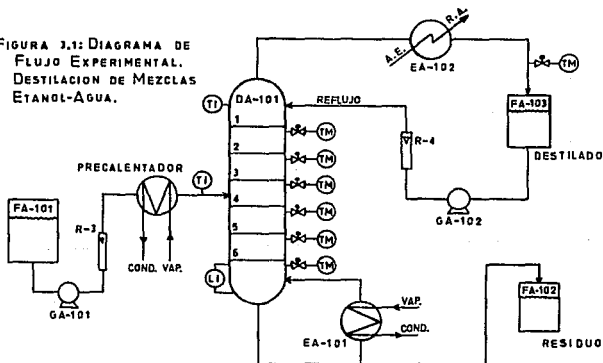 FIGURA 3.1: DIAGRAMA DE
FLUJO EXPERIMENTAL.
DESTILACION DE MEZCLAS
ETANOL-AGUA.
A.E.
R.A.
EA-102
TM
FA-103
DESTILADO
TI
DA-101
REFLUJO
R-4
GA-102
1
TM
2
TM
3
TM
4
TM
5
TM
6
TM
LI
PRECALENTADOR
TI
FA-101
R-3
COND. VAP.
GA-101
VAP.
COND.
EA-101
FA-102
RESIDUO